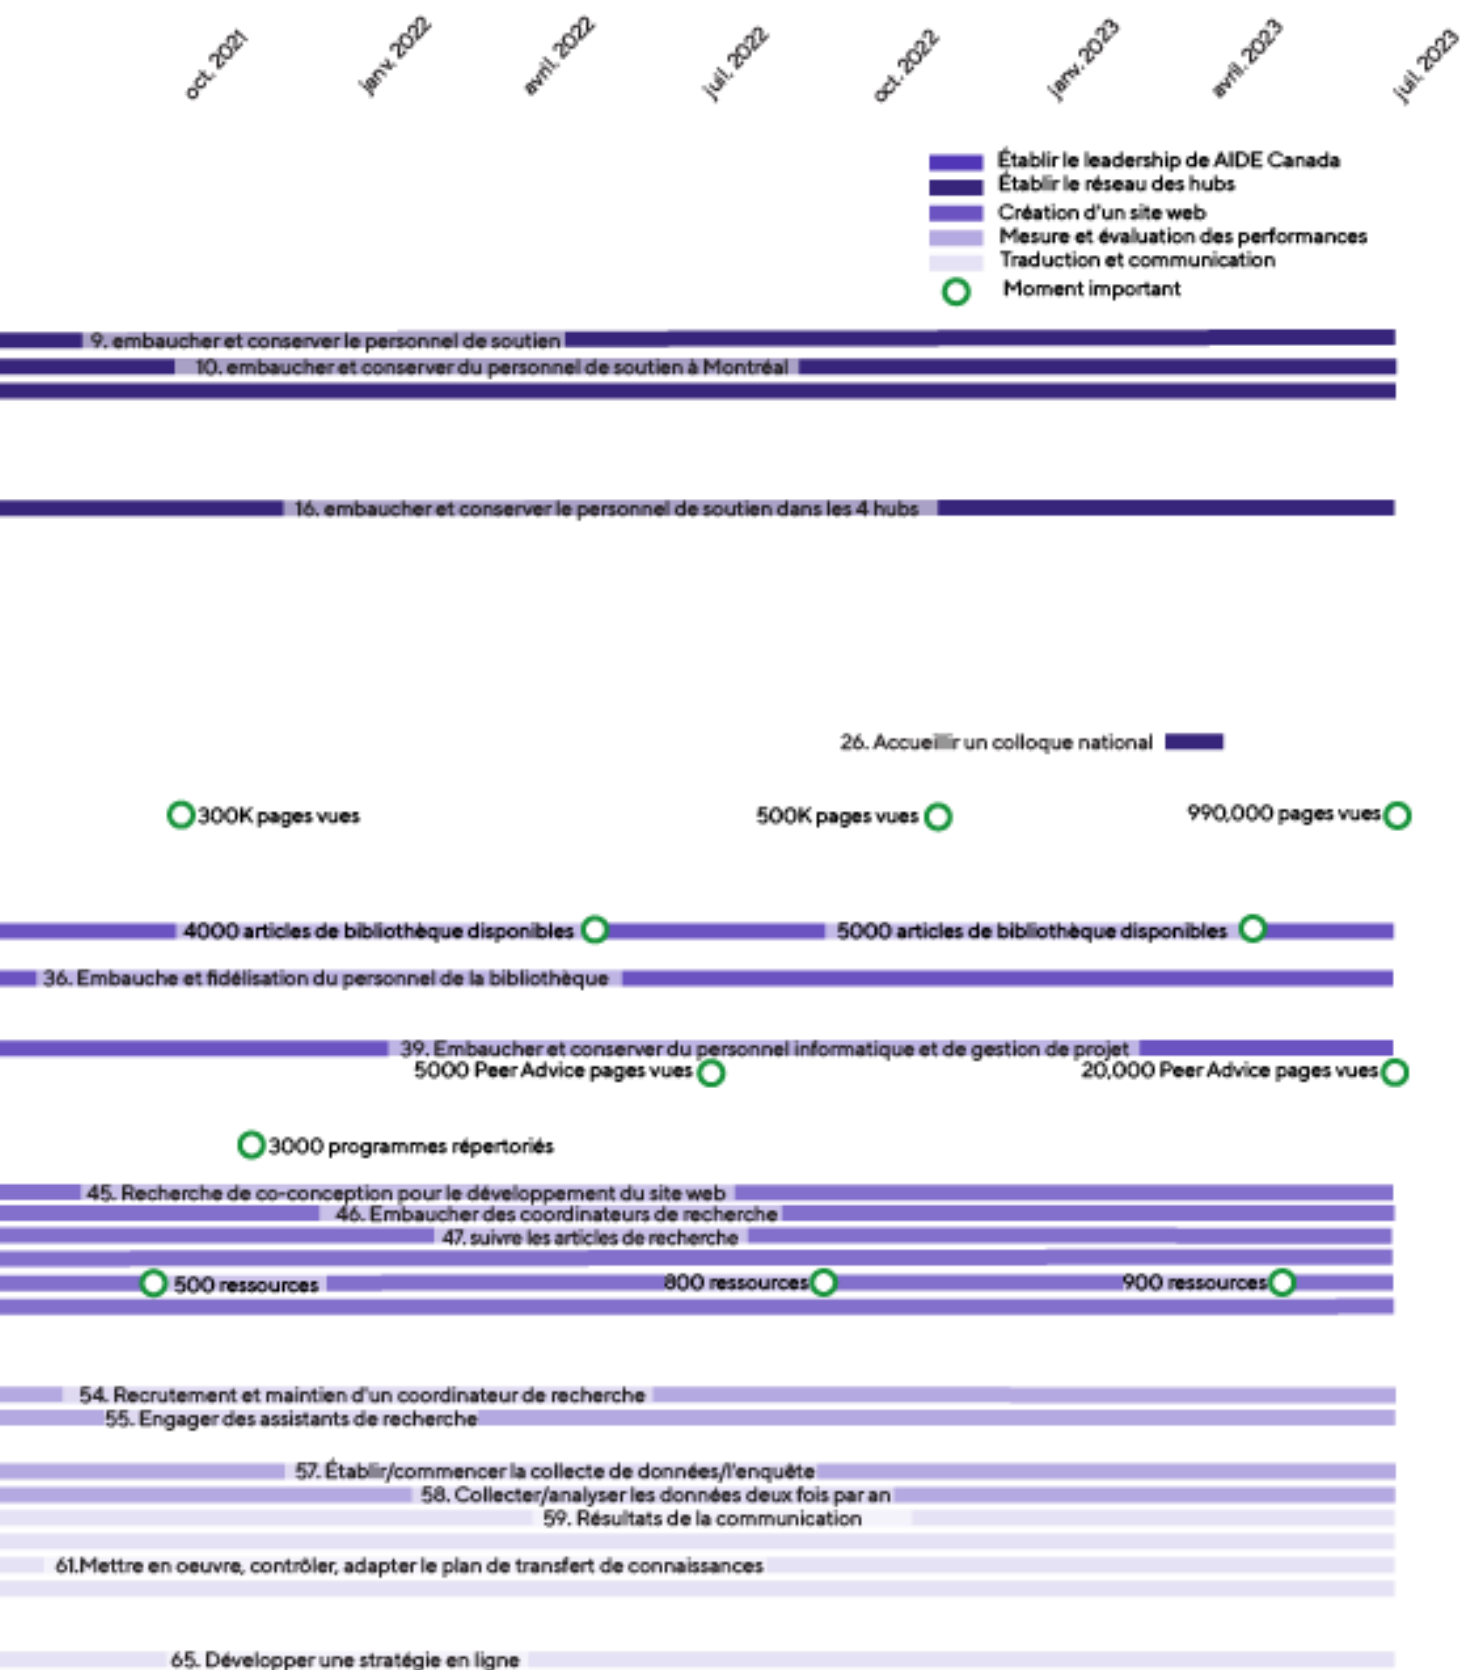 oct. 2021
janv. 2022
avril. 2022
juil. 2022
oct. 2022
janv. 2023
avril. 2023
juil. 2023
Établir le leadership de AIDE Canada
Établir le réseau des hubs
Création d'un site web
Mesure et évaluation des performances
Traduction et communication
Moment important
9. embaucher et conserver le personnel de soutien
10. embaucher et conserver du personnel de soutien à Montréal
16. embaucher et conserver le personnel de soutien dans les 4 hubs
26. Accueillir un colloque national
300K pages vues
500K pages vues
990,000 pages vues
4000 articles de bibliothèque disponibles
5000 articles de bibliothèque disponibles
36. Embauche et fidélisation du personnel de la bibliothèque
39. Embaucher et conserver du personnel informatique et de gestion de projet
5000 Peer Advice pages vues
20,000 Peer Advice pages vues
3000 programmes répertoriés
45. Recherche de co-conception pour le développement du site web
46. Embaucher des coordinateurs de recherche
47. suivre les articles de recherche
500 ressources
800 ressources
900 ressources
54. Recrutement et maintien d'un coordinateur de recherche
55. Engager des assistants de recherche
57. Établir/commencer la collecte de données/l'enquête
58. Collecter/analyser les données deux fois par an
59. Résultats de la communication
61.Mettre en oeuvre, contrôler, adapter le plan de transfert de connaissances
65. Développer une stratégie en ligne